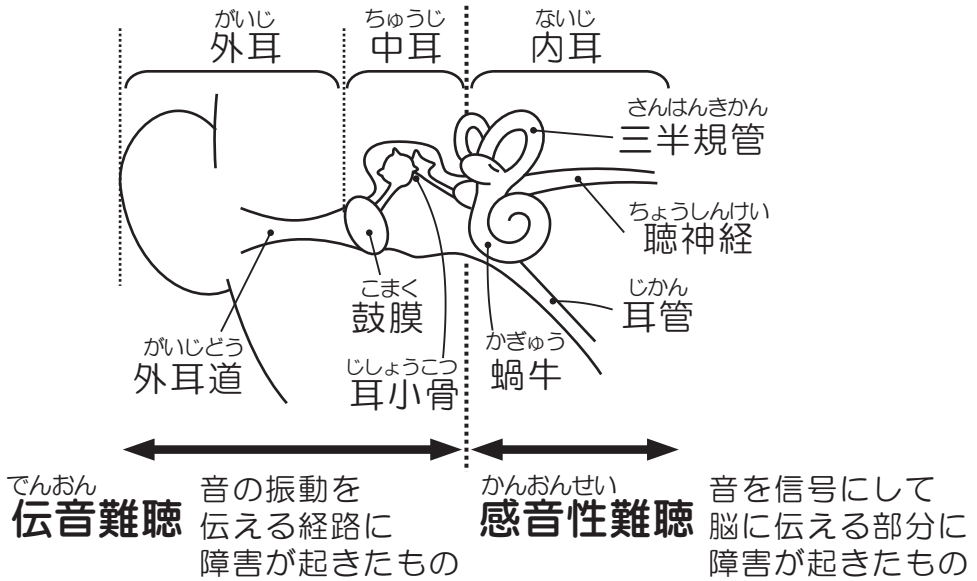 がいじ
外耳
ちゅうじ
中耳
ないじ
内耳
さんはんきかん
三半規管
ちょうしんけい
聴神経
じかん
耳管
こまく
鼓膜
がいじどう
外耳道
じしょうこつ
耳小骨
かぎゅう
蝸牛
でんおん
伝音難聴
音の振動を
伝える経路に
障害が起きたもの
かんおんせい
感音性難聴
音を信号にして
脳に伝える部分に
障害が起きたもの